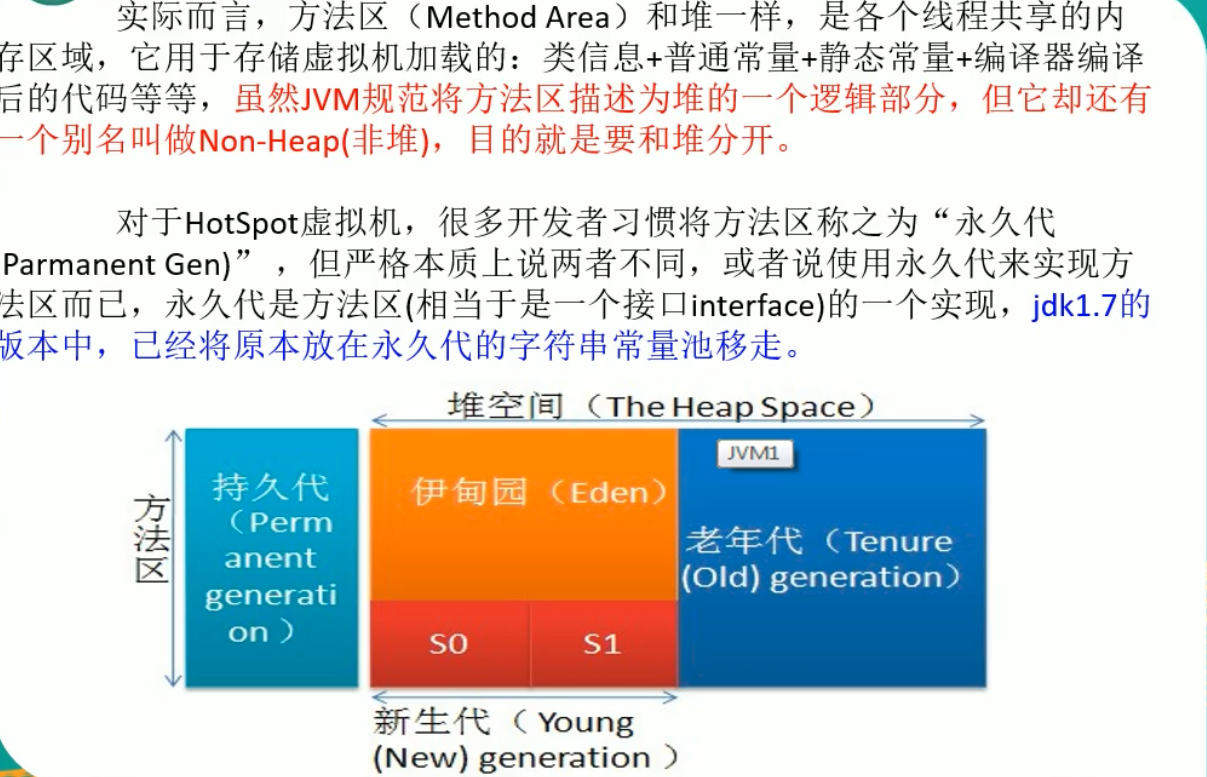 实际而言，方法区（Method Area）和堆一样，是各个线程共享的内
存区域，它用于存储虚拟机加载的：类信息+普通常量+静态常量+编译器编译
后的代码等等，虽然JVM规范将方法区描述为堆的一个逻辑部分，但它却还有
一个别名叫做Non-Heap(非堆)，目的就是要和堆分开。
对于HotSpot虚拟机，很多开发者习惯将方法区称之为“永久代
Parmanent Gen)” ，但严格本质上说两者不同，或者说使用永久代来实现方
法区而已，永久代是方法区(相当于是一个接口interface)的一个实现，jdk1.7的
版本中，已经将原本放在永久代的字符串常量池移走。
堆空间（The Heap Space）
JVM1
方法区
持久代
（Perm
anent
generati
on ）
伊甸园（Eden）
老年代（Tenure
(Old) generation）
S0
S1
新生代（ Young
(New) generation ）